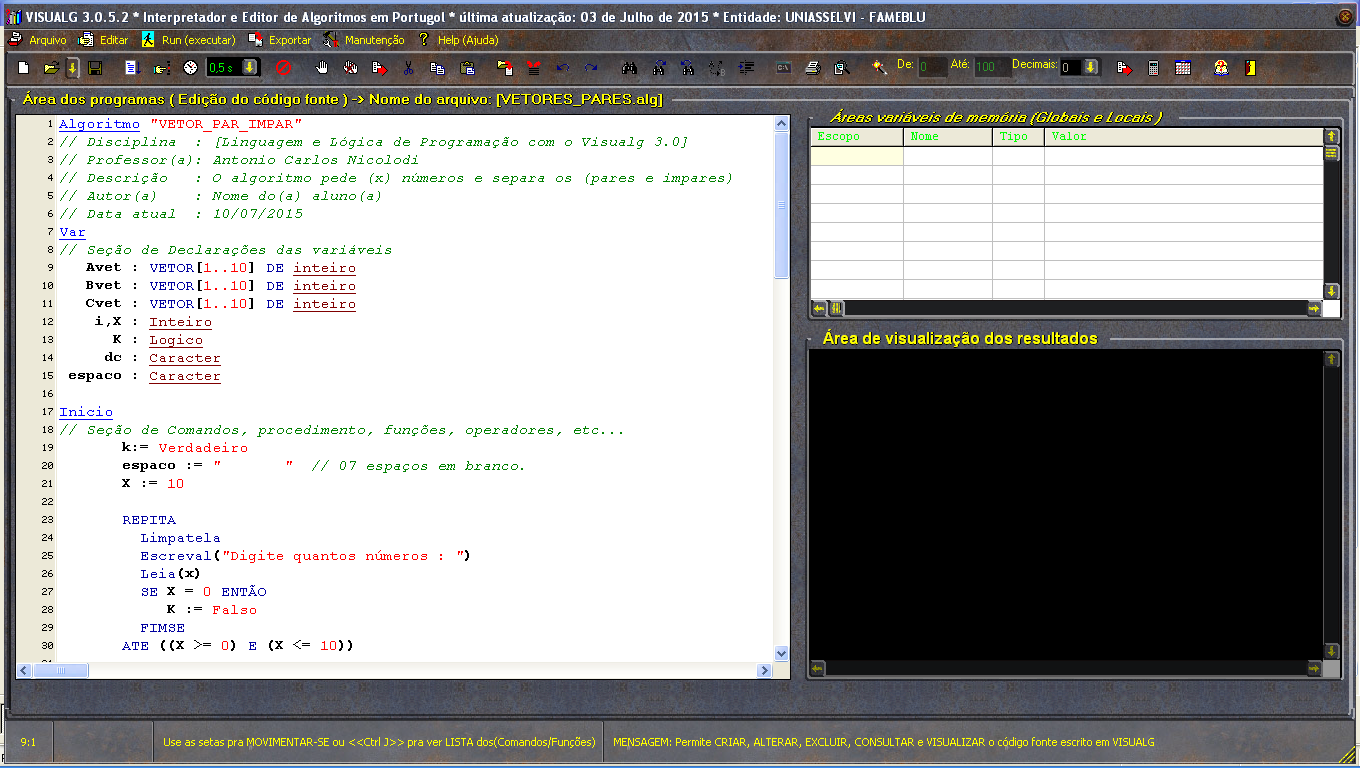 VISUALG 3.0.5.2 * Interpretador e Editor de Algoritmos em Portugol * última atualização: 03 de Julho de 2015 * Entidade: UNIASSELVI - FAMEBLU
Arquivo Editar Run (executar) Exportar Manutenção Help (Ajuda)
0,5 s De: 0 Até: 100 Decimais: 0
Área dos programas ( Edição do código fonte ) -> Nome do arquivo: [VETORES_PARES.alg]
1 Algoritmo "VETOR_PAR_IMPAR"
2 // Disciplina : [Linguagem e Lógica de Programação com o Visualg 3.0]
3 // Professor(a): Antonio Carlos Nicolodi
4 // Descrição : O algoritmo pede (x) números e separa os (pares e impares)
5 // Autor(a) : Nome do(a) aluno(a)
6 // Data atual : 10/07/2015
7 Var
8 // Seção de Declarações das variáveis
9 Avet : VETOR[1..10] DE inteiro
10 Bvet : VETOR[1..10] DE inteiro
11 Cvet : VETOR[1..10] DE inteiro
12 i,X : Inteiro
13 K : Logico
14 dc : Caracter
15 espaco : Caracter
16
17 Inicio
18 // Seção de Comandos, procedimento, funções, operadores, etc...
19 k:= Verdadeiro
20 espaco := "       " // 07 espaços em branco.
21 X := 10
22
23 REPITA
24 Limpatela
25 Escreval("Digite quantos números : ")
26 Leia(x)
27 SE X = 0 ENTÃO
28 K := Falso
29 FIMSE
30 ATE ((X >= 0) E (X <= 10))
Áreas variáveis de memória (Globais e Locais )
Escopo Nome Tipo Valor
Área de visualização dos resultados
9:1 Use as setas pra MOVIMENTAR-SE ou <<Ctrl J>> pra ver LISTA dos(Comandos/Funções) MENSAGEM: Permite CRIAR, ALTERAR, EXCLUIR, CONSULTAR e VISUALIZAR o código fonte escrito em VISUALG